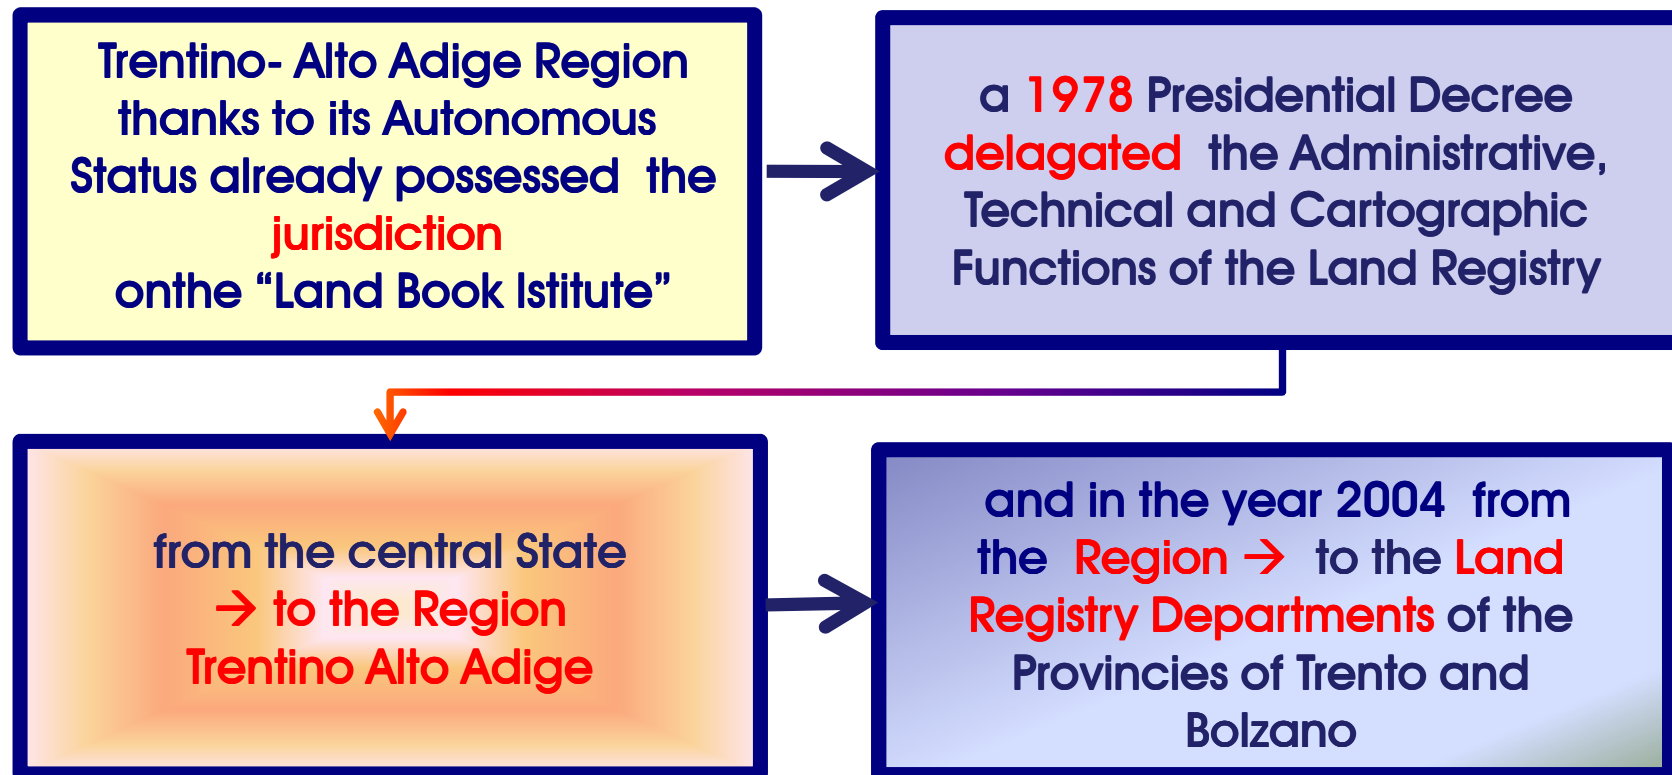 Trentino- Alto Adige Region
thanks to its Autonomous
Status already possessed the
jurisdiction
onthe “Land Book Istitute”
a 1978 Presidential Decree
delagated the Administrative,
Technical and Cartographic
Functions of the Land Registry
from the central State
→ to the Region
Trentino Alto Adige
and in the year 2004 from
the Region → to the Land
Registry Departments of the
Provincies of Trento and
Bolzano